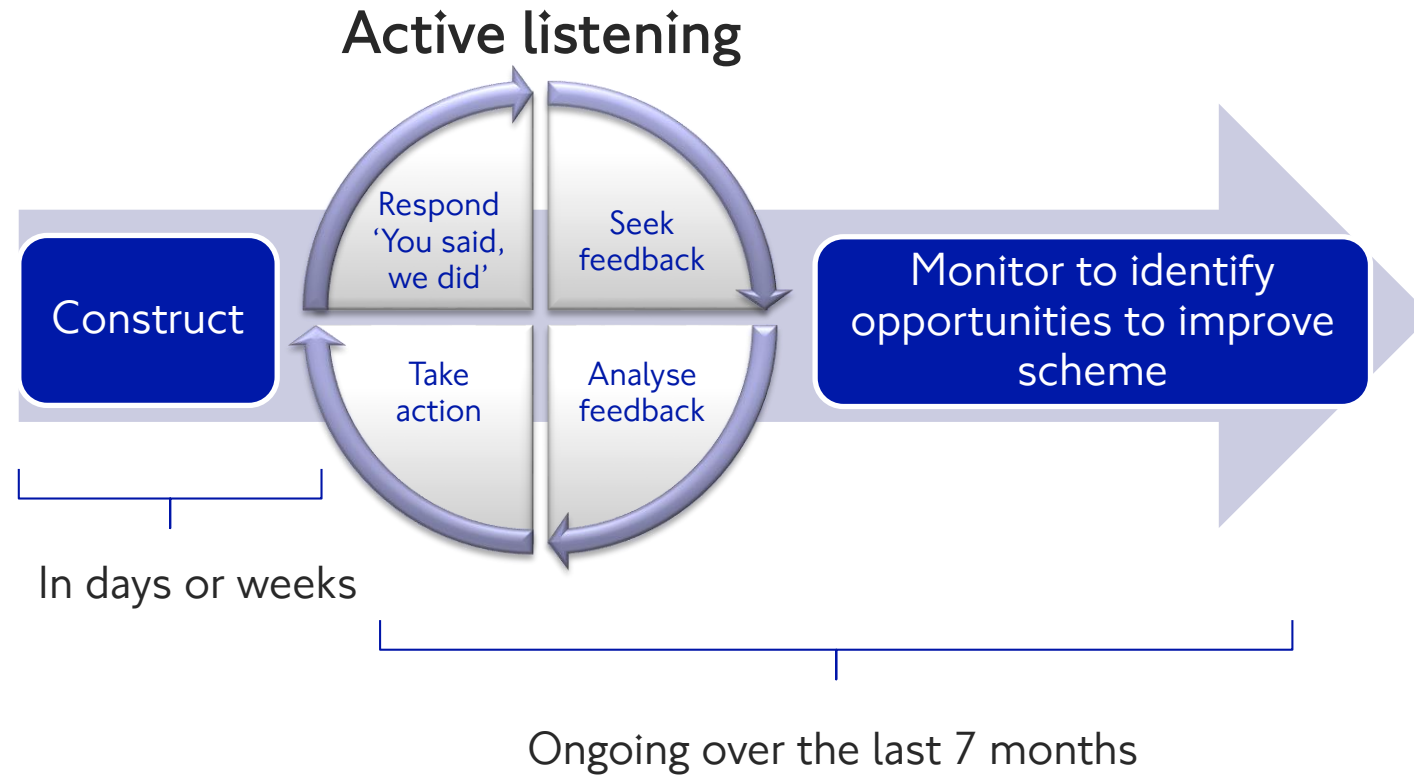 Active listening
Construct
Respond
‘You said,
we did’
Seek
feedback
Take
action
Analyse
feedback
Monitor to identify
opportunities to improve
scheme
In days or weeks
Ongoing over the last 7 months